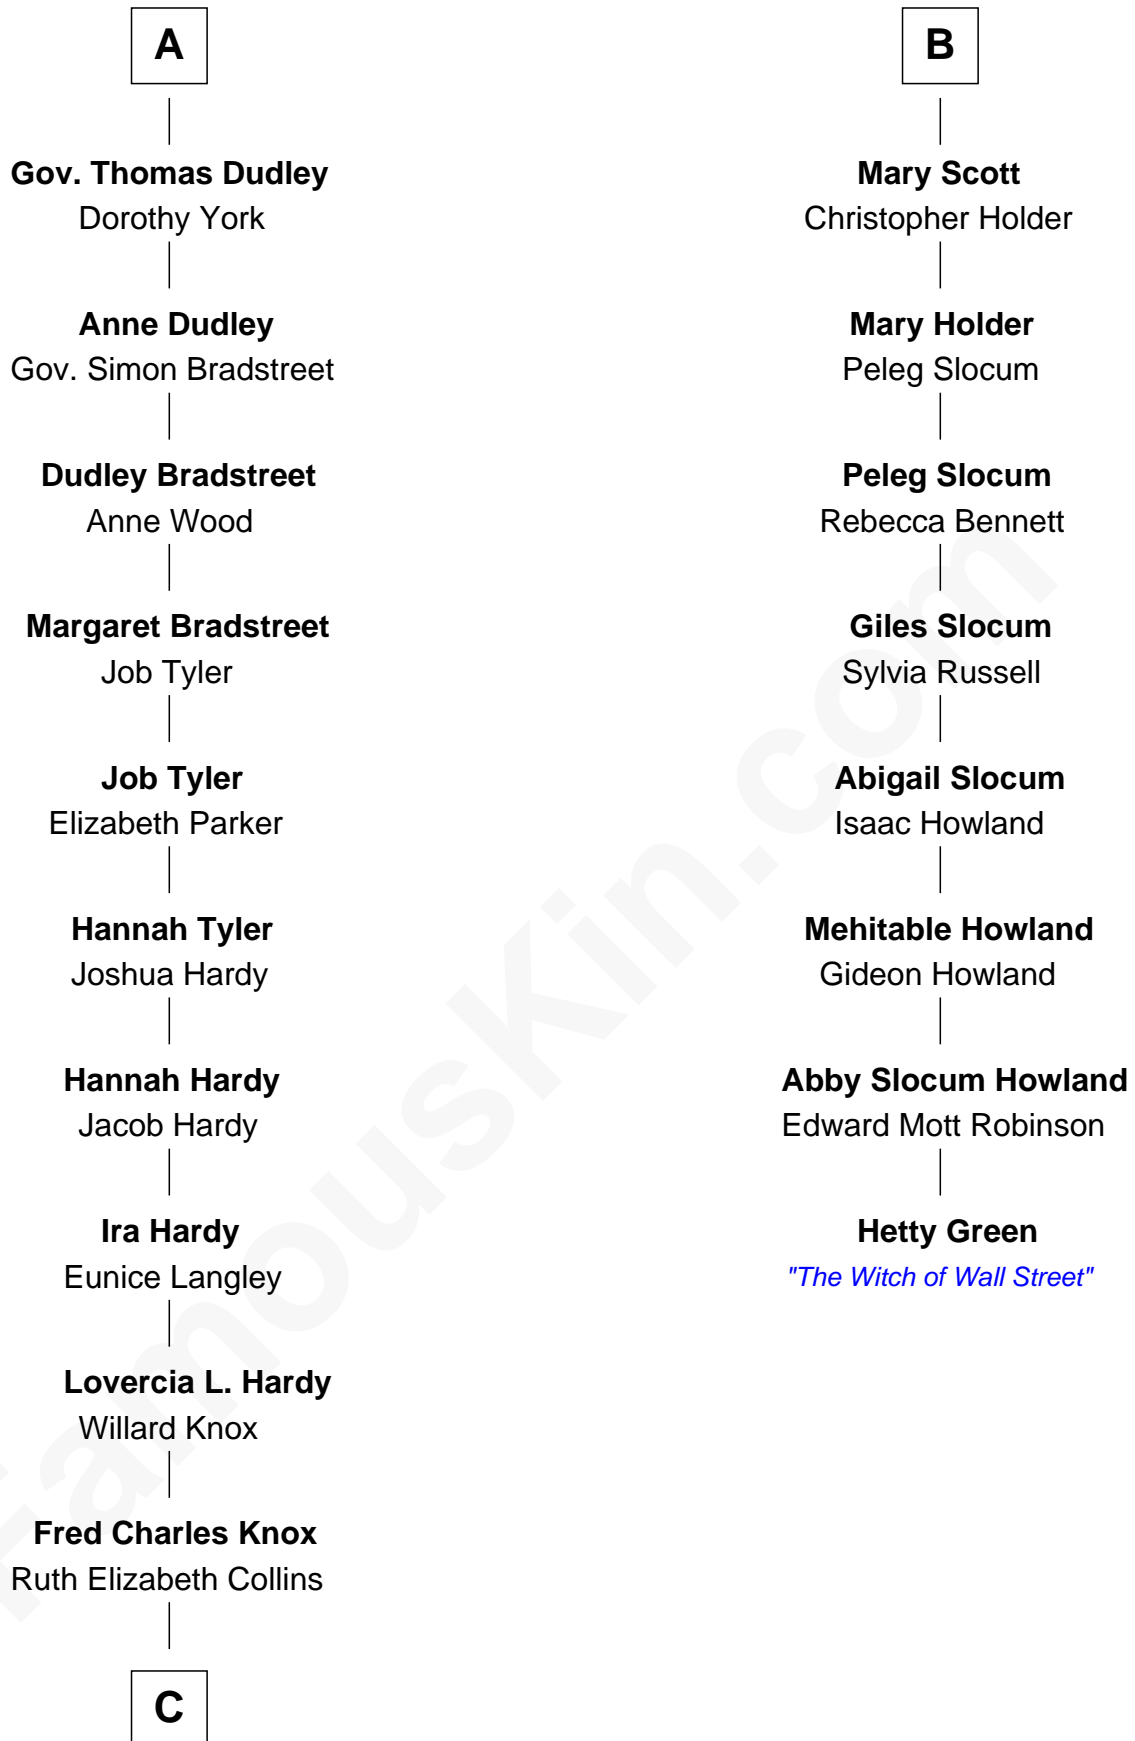 A
Gov. Thomas Dudley
Dorothy York
Anne Dudley
Gov. Simon Bradstreet
Dudley Bradstreet
Anne Wood
Margaret Bradstreet
Job Tyler
Job Tyler
Elizabeth Parker
Hannah Tyler
Joshua Hardy
Hannah Hardy
Jacob Hardy
Ira Hardy
Eunice Langley
Lovercia L. Hardy
Willard Knox
Fred Charles Knox
Ruth Elizabeth Collins
C
B
Mary Scott
Christopher Holder
Mary Holder
Peleg Slocum
Peleg Slocum
Rebecca Bennett
Giles Slocum
Sylvia Russell
Abigail Slocum
Isaac Howland
Mehitable Howland
Gideon Howland
Abby Slocum Howland
Edward Mott Robinson
Hetty Green
"The Witch of Wall Street"
FamousKin.com